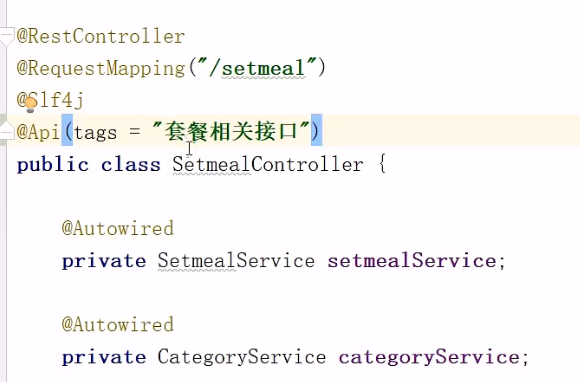 @RestController
@RequestMapping("/setmeal")
@Slf4j
@Api(tags = "套餐相关接口")
public class SetmealController {
@Autowired
private SetmealService setmealService;
@Autowired
private CategoryService categoryService;